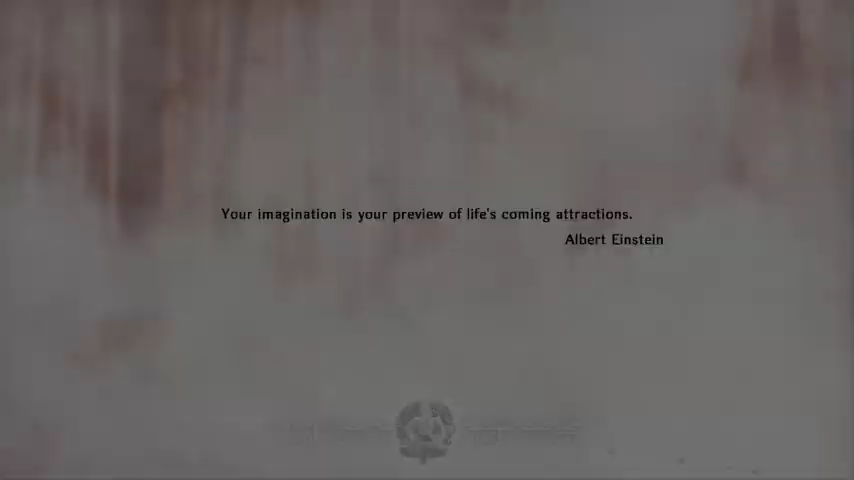 Your imagination is your preview of life's coming attractions.
Albert Einstein